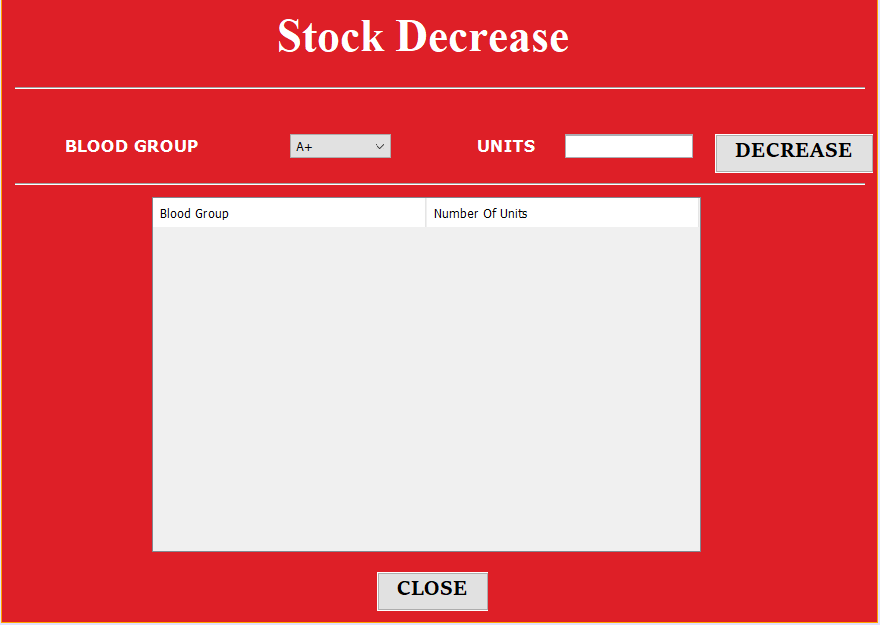 Stock Decrease
BLOOD GROUP A+ UNITS DECREASE
Blood Group Number Of Units
CLOSE